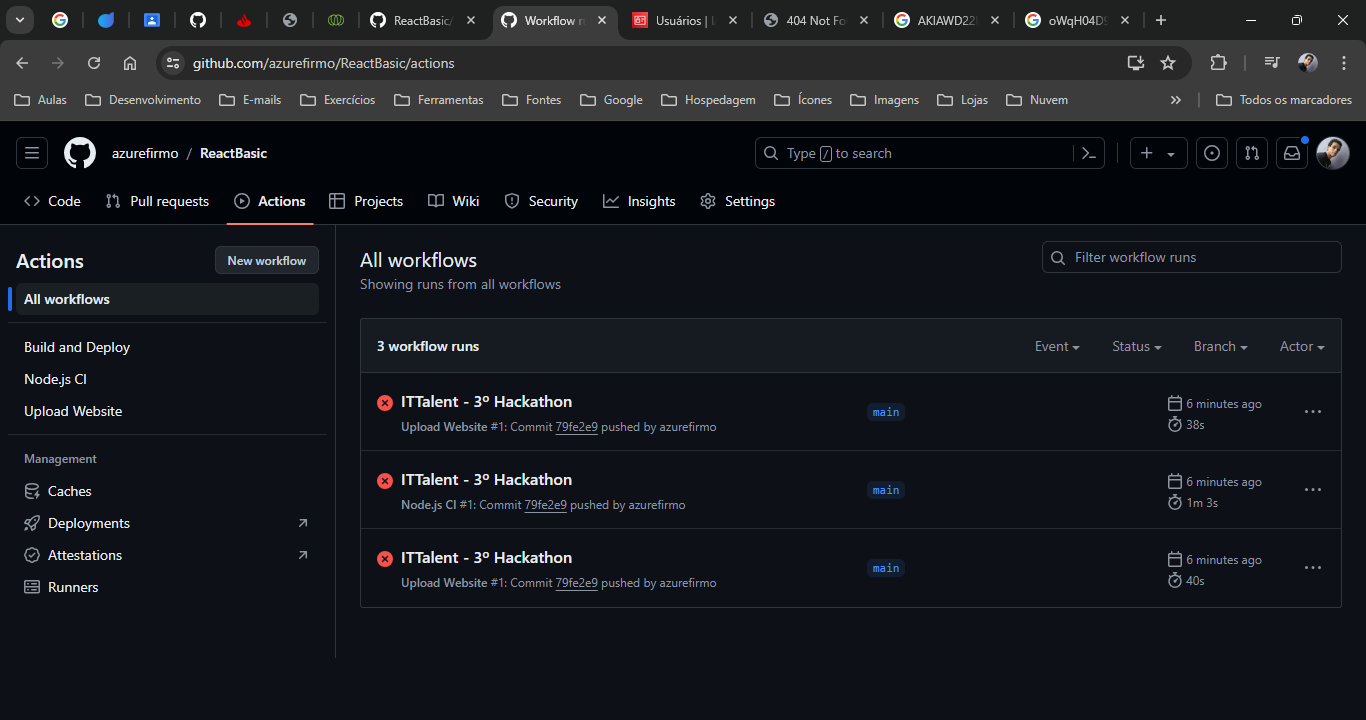 ReactBasic/
Workflow r
Usuários | I
404 Not Fo
AKIAWD22
oWqH04D
github.com/azurefirmo/ReactBasic/actions
Aulas Desenvolvimento E-mails Exercícios Ferramentas Fontes Google Hospedagem Ícones Imagens Lojas Nuvem Todos os marcadores
azurefirmo / ReactBasic Type / to search
Code Pull requests Actions Projects Wiki Security Insights Settings
Actions New workflow
All workflows
Build and Deploy
Node.js CI
Upload Website
Management
Caches
Deployments
Attestations
Runners
All workflows
Showing runs from all workflows
Filter workflow runs
3 workflow runs Event Status Branch Actor
ITTalent - 3º Hackathon
Upload Website #1: Commit 79fe2e9 pushed by azurefirmo
main
6 minutes ago
38s
ITTalent - 3º Hackathon
Node.js CI #1: Commit 79fe2e9 pushed by azurefirmo
main
6 minutes ago
1m 3s
ITTalent - 3º Hackathon
Upload Website #1: Commit 79fe2e9 pushed by azurefirmo
main
6 minutes ago
40s